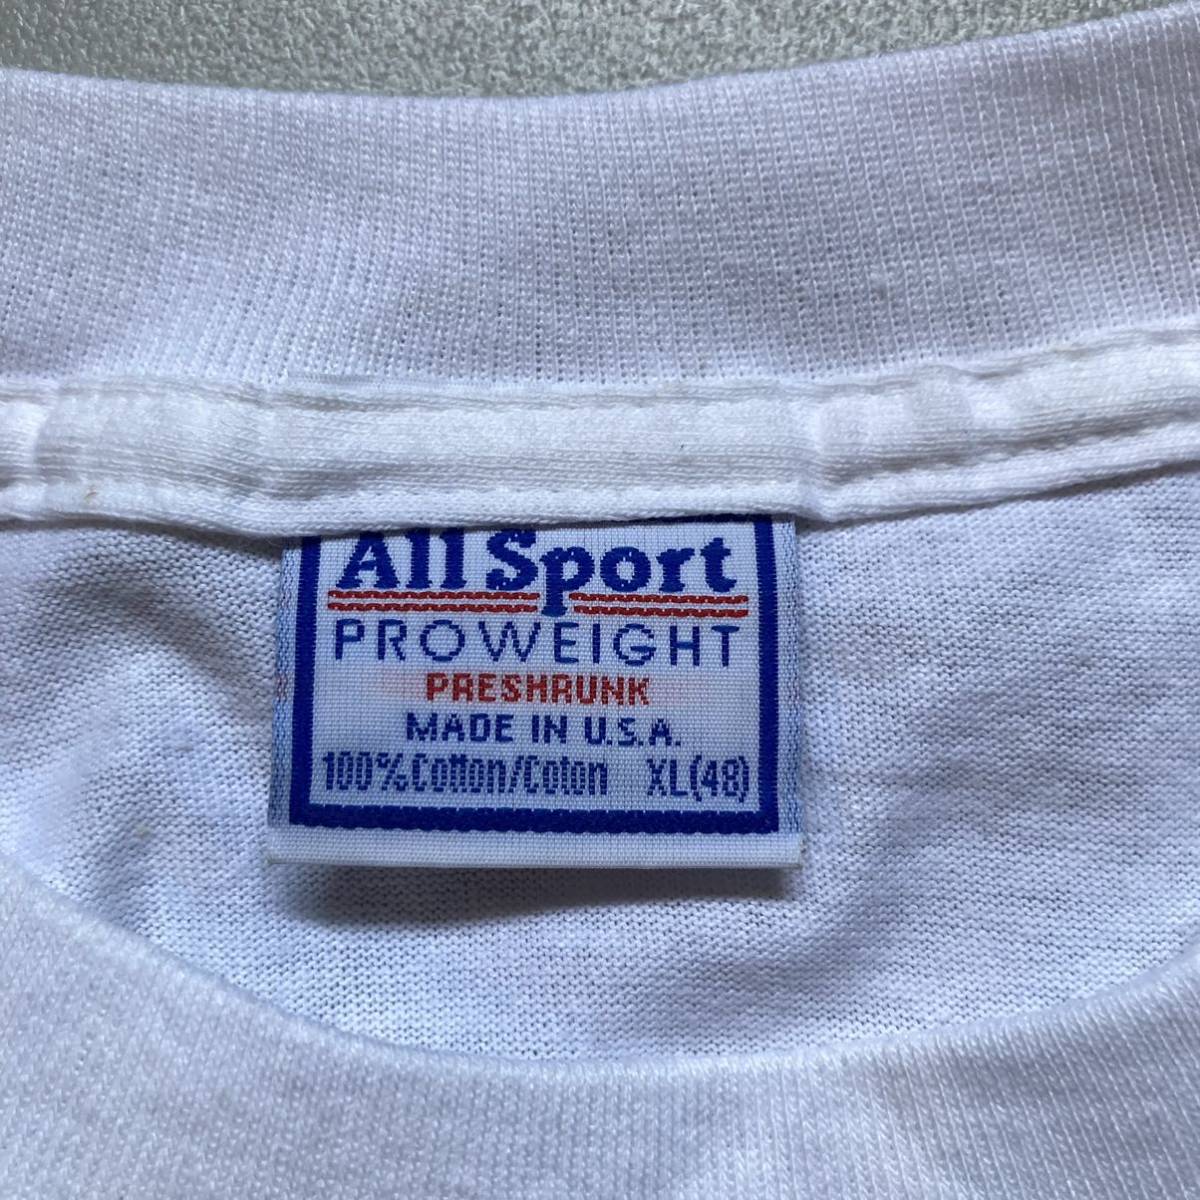 All Sport
PROWEIGHT
PRESHRUNK
MADE IN U.S.A.
100%Cotton/Coton XL(48)